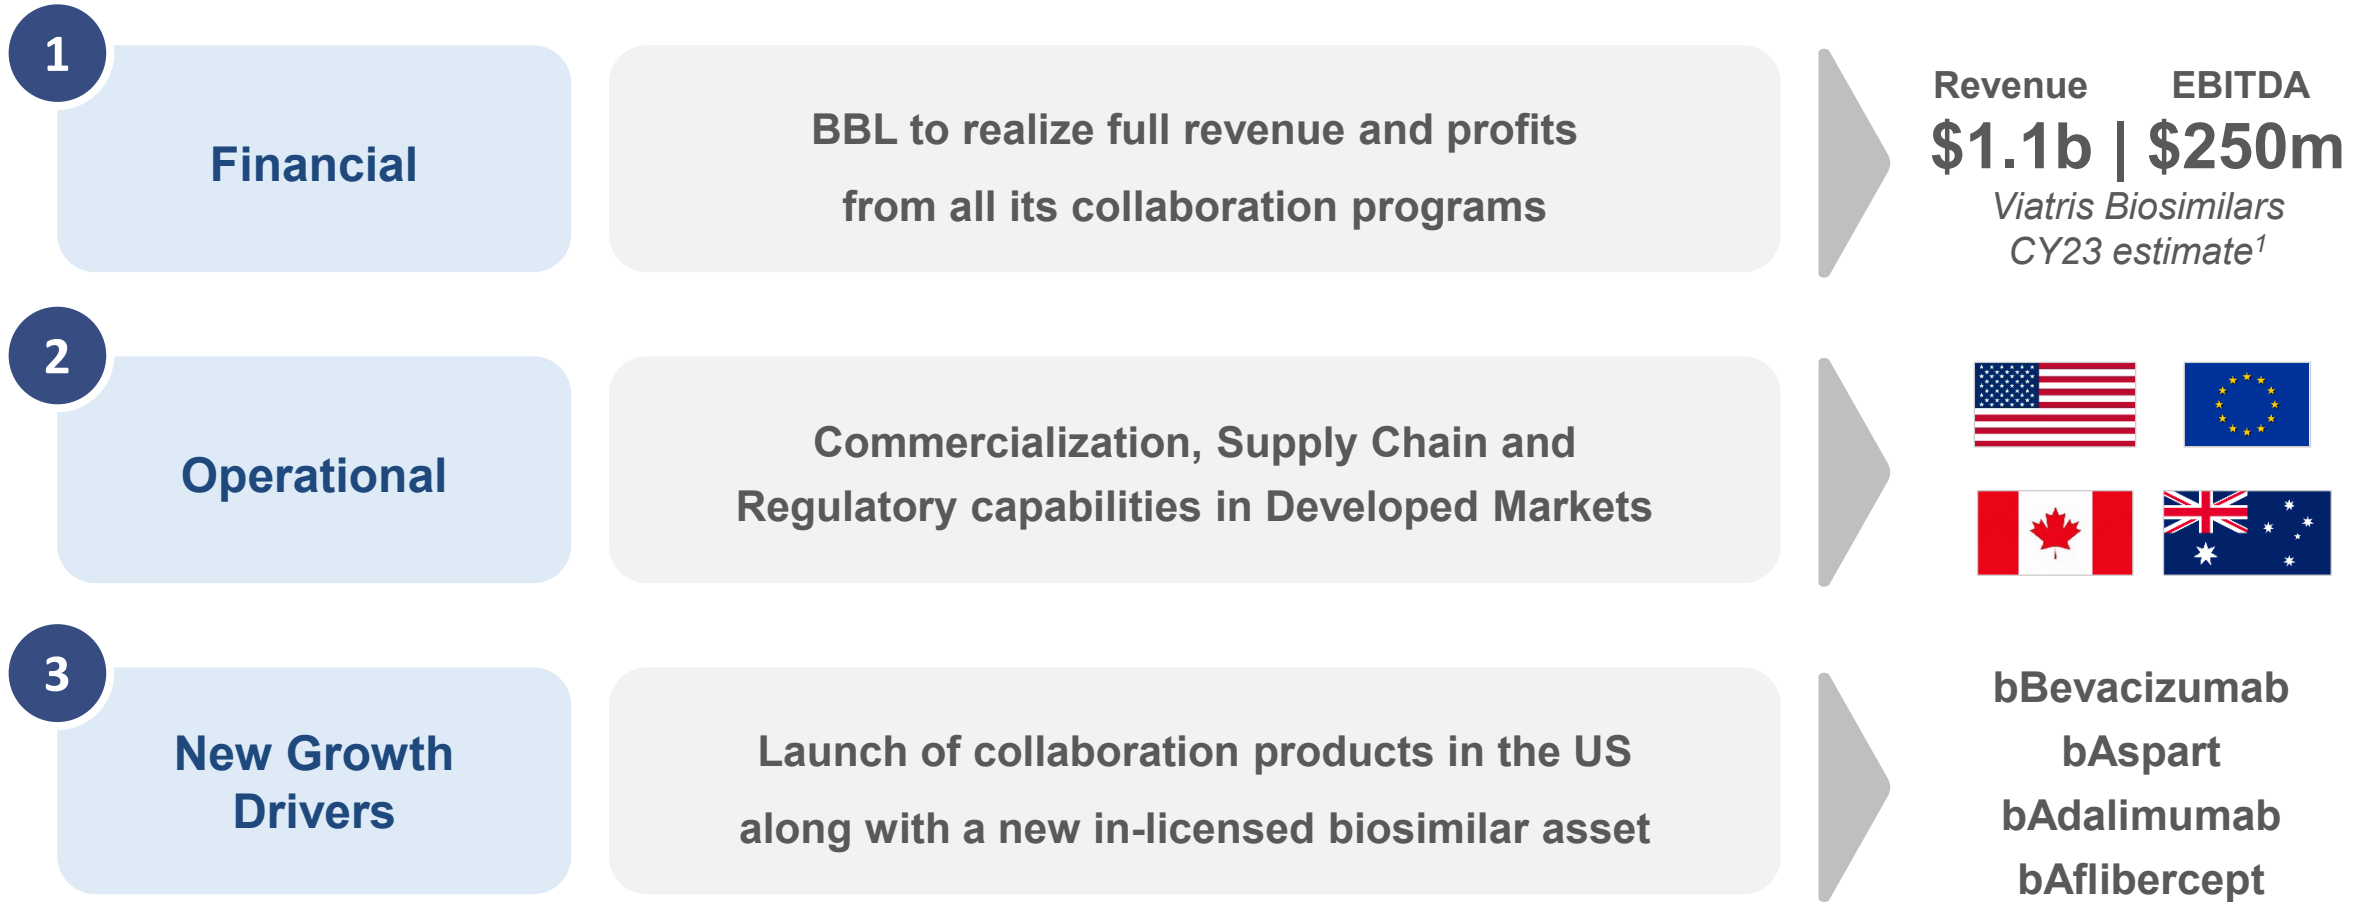 1
Financial
BBL to realize full revenue and profits
from all its collaboration programs
Revenue EBITDA
$1.1b | $250m
Viatris Biosimilars
CY23 estimate1
2
Operational
Commercialization, Supply Chain and
Regulatory capabilities in Developed Markets
3
New Growth
Drivers
Launch of collaboration products in the US
along with a new in-licensed biosimilar asset
bBevacizumab
bAspart
bAdalimumab
bAflibercept